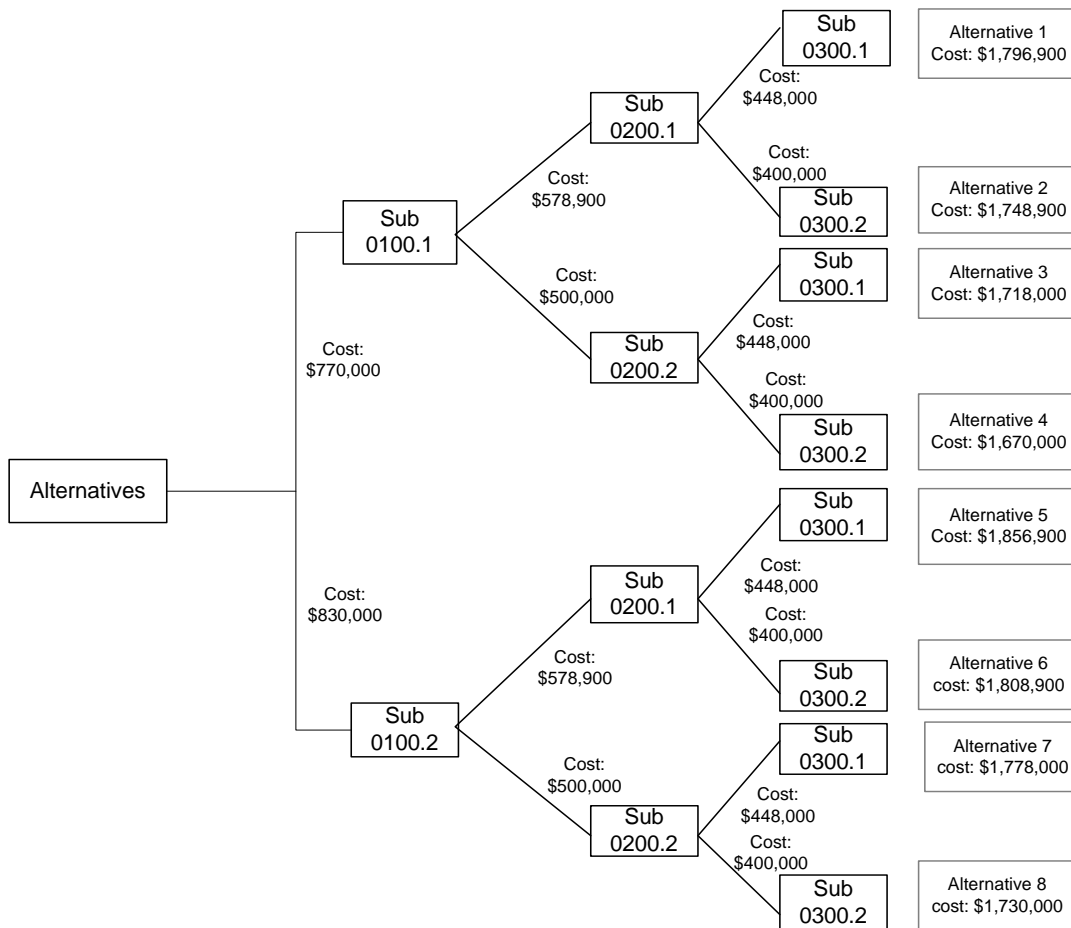 Sub
0300.1
Alternative 1
Cost: $1,796,900
Cost:
$448,000
Sub
0200.1
Cost:
$400,000
Cost:
$578,900
Sub
0300.2
Alternative 2
Cost: $1,748,900
Sub
0100.1
Sub
0300.1
Alternative 3
Cost: $1,718,000
Cost:
$500,000
Cost:
$448,000
Sub
0200.2
Cost:
$770,000
Cost:
$400,000
Sub
0300.2
Alternative 4
Cost: $1,670,000
Alternatives
Sub
0300.1
Alternative 5
Cost: $1,856,900
Cost:
$448,000
Sub
0200.1
Cost:
$830,000
Cost:
$400,000
Cost:
$578,900
Sub
0300.2
Alternative 6
cost: $1,808,900
Sub
0100.2
Sub
0300.1
Alternative 7
cost: $1,778,000
Cost:
$500,000
Cost:
$448,000
Sub
0200.2
Cost:
$400,000
Sub
0300.2
Alternative 8
cost: $1,730,000